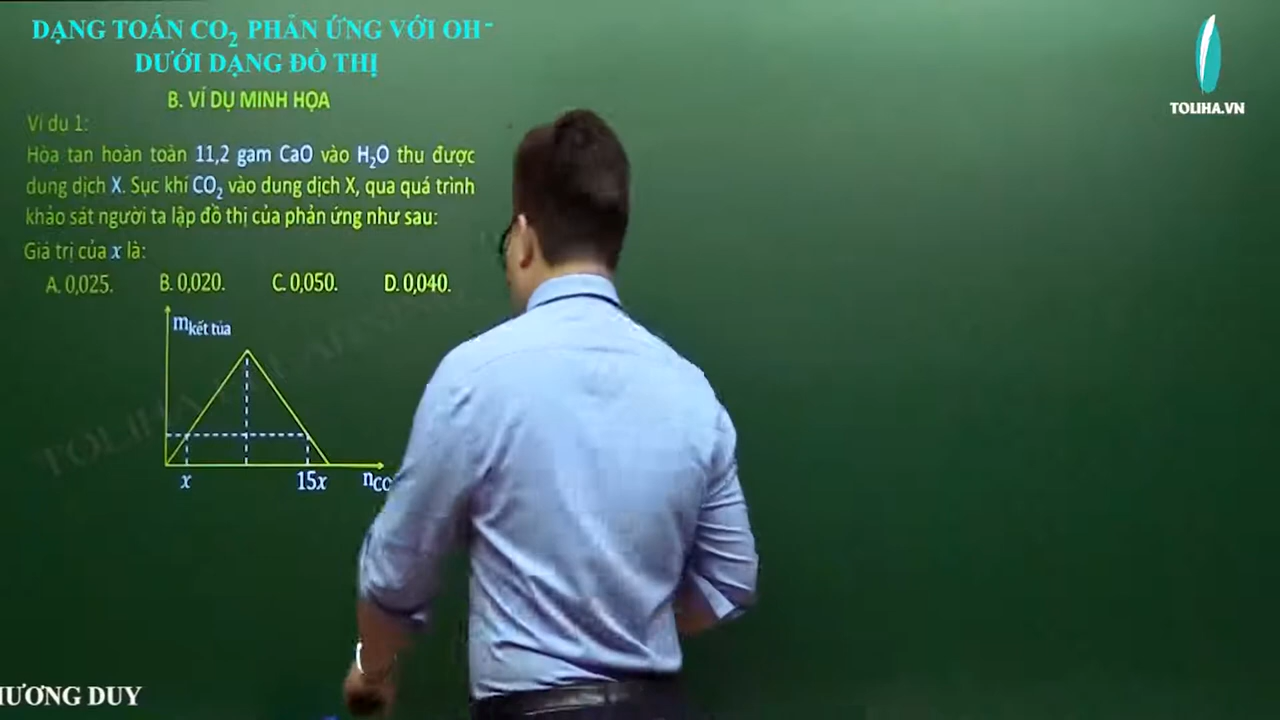 DẠNG TOÁN CO2 PHẢN ỨNG VỚI OH-
DƯỚI DẠNG ĐỒ THỊ
TOLIHA.VN
B. VÍ DỤ MINH HỌA
Ví dụ 1:
Hòa tan hoàn toàn 11,2 gam CaO vào H2O thu được
dung dịch X. Sục khí CO2 vào dung dịch X, qua quá trình
khảo sát người ta lập đồ thị của phản ứng như sau:
Giá trị của x là:
A. 0,025. B. 0,020. C. 0,050. D. 0,040.
mkết tủa
x 15x
DUY